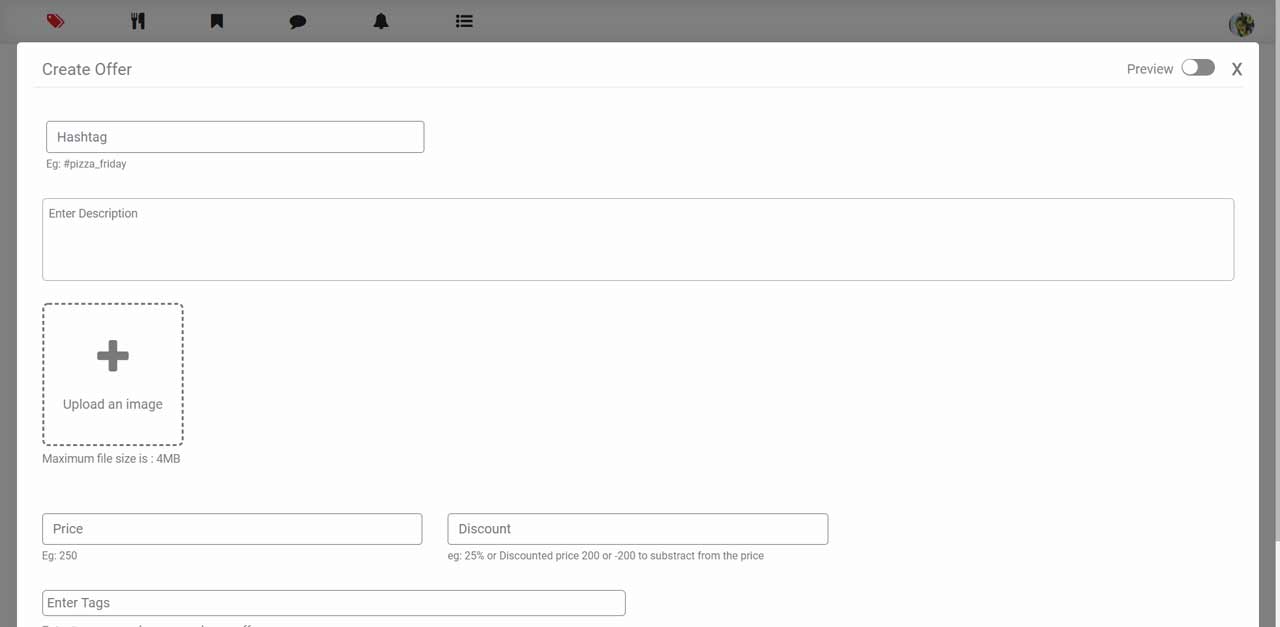 Create Offer
Preview
X
Hashtag
Eg: #pizza_friday
Enter Description
Upload an image
Maximum file size is : 4MB
Price
Discount
Eg: 250
eg: 25% or Discounted price 200 or -200 to substract from the price
Enter Tags